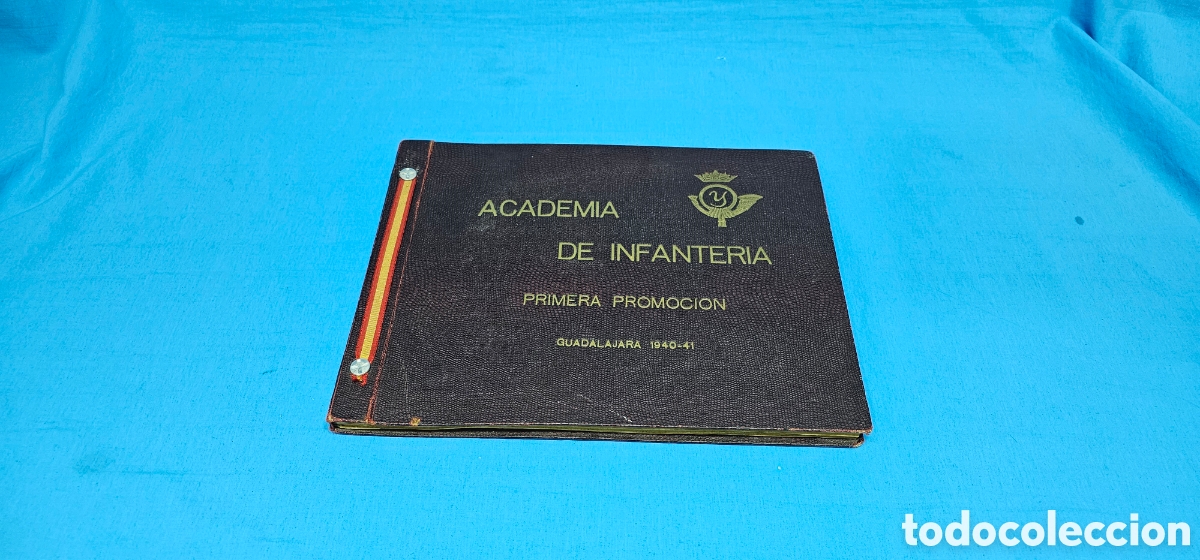 ACADEMIA
DE INFANTERIA
PRIMERA PROMOCION
GUADALAJARA 1940-41
Y
todocoleccion